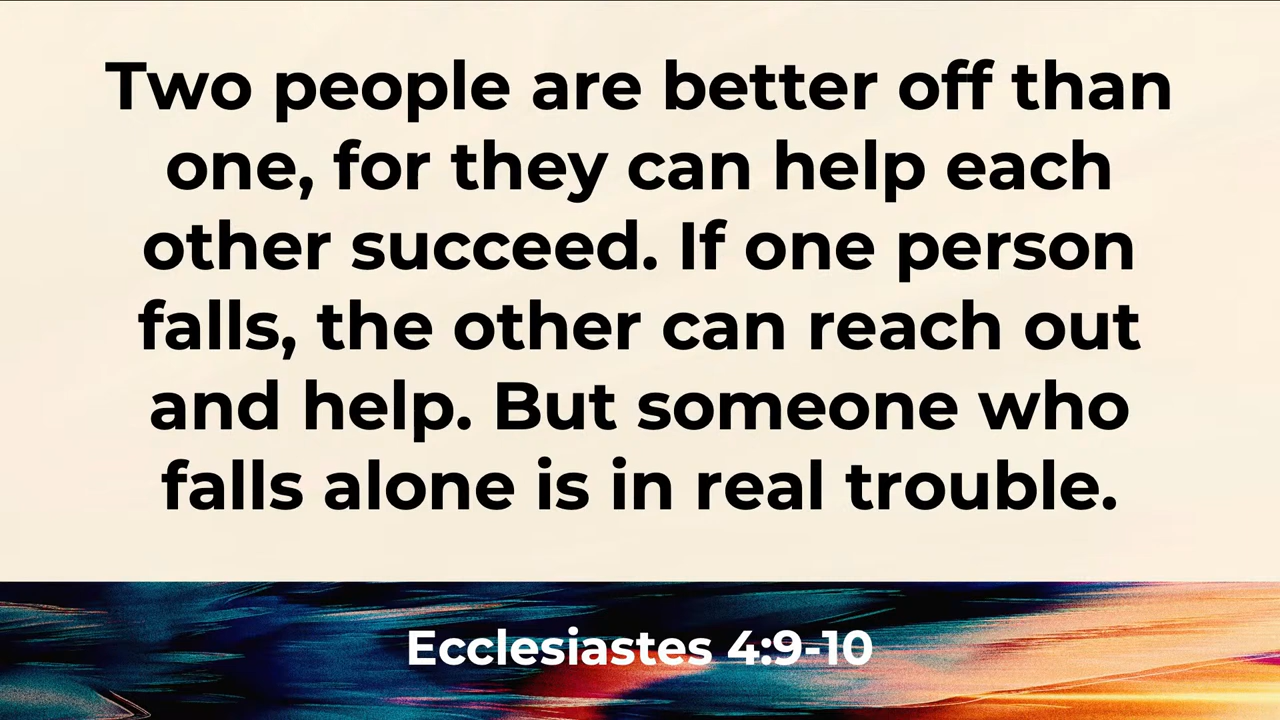 Two people are better off than
one, for they can help each
other succeed. If one person
falls, the other can reach out
and help. But someone who
falls alone is in real trouble.
Ecclesiastes 4:9-10